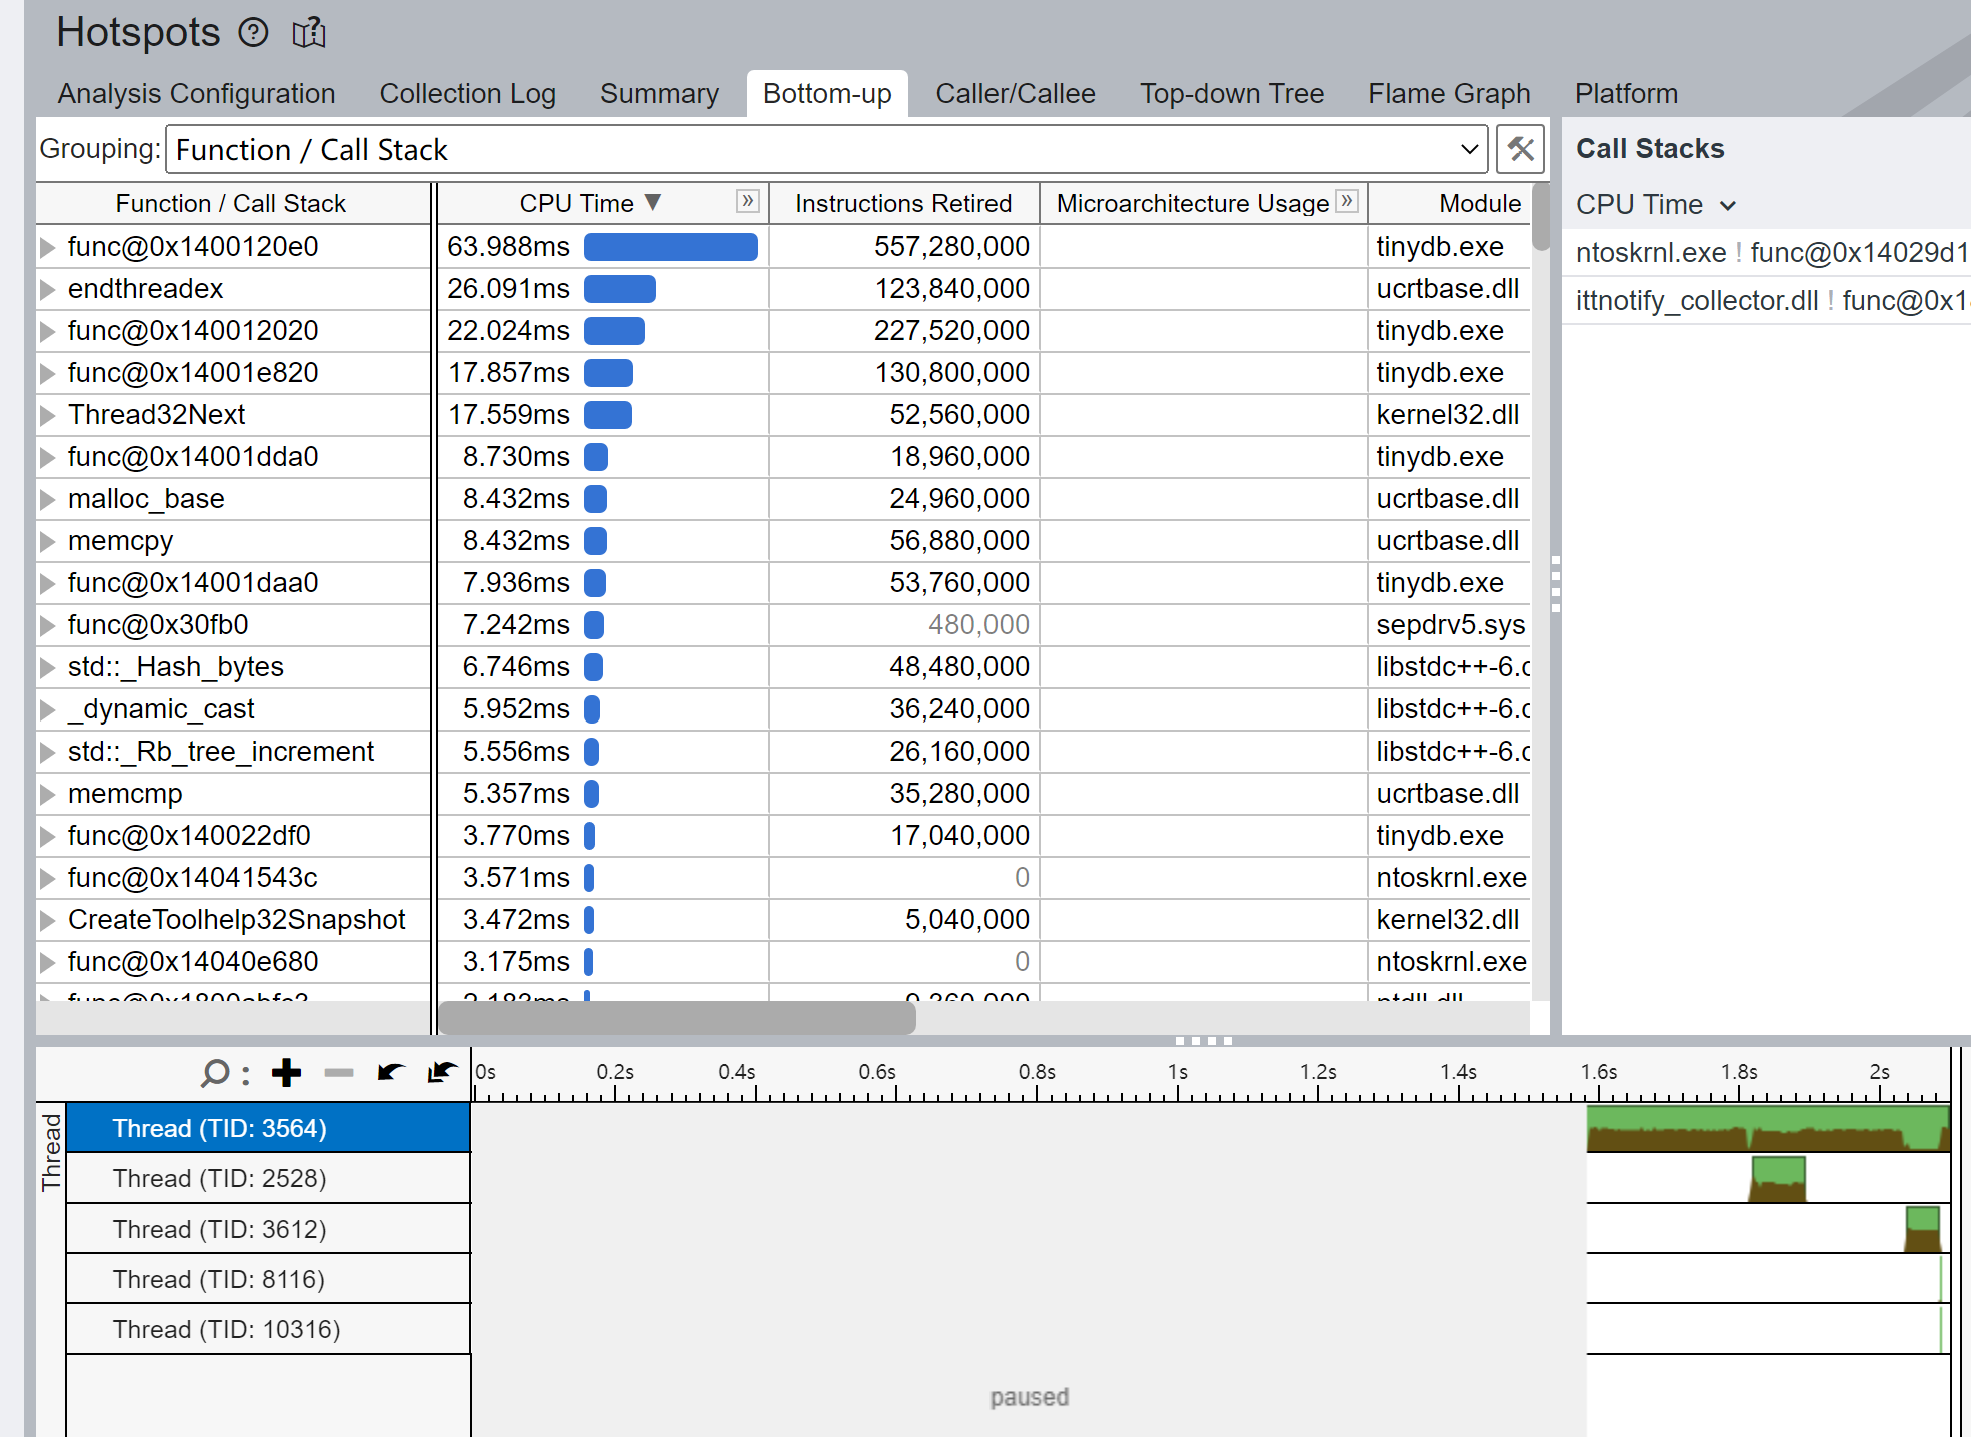 Hotspots
Analysis Configuration Collection Log Summary Bottom-up Caller/Callee Top-down Tree Flame Graph Platform
Grouping: Function / Call Stack
Function / Call Stack CPU Time Instructions Retired Microarchitecture Usage Module
func@0x1400120e0 63.988ms 557,280,000 tinydb.exe
endthreadex 26.091ms 123,840,000 ucrtbase.dll
func@0x140012020 22.024ms 227,520,000 tinydb.exe
func@0x14001e820 17.857ms 130,800,000 tinydb.exe
Thread32Next 17.559ms 52,560,000 kernel32.dll
func@0x14001dda0 8.730ms 18,960,000 tinydb.exe
malloc_base 8.432ms 24,960,000 ucrtbase.dll
memcpy 8.432ms 56,880,000 ucrtbase.dll
func@0x14001daa0 7.936ms 53,760,000 tinydb.exe
func@0x30fb0 7.242ms 480,000 sepdrv5.sys
std::_Hash_bytes 6.746ms 48,480,000 libstdc++-6.
_dynamic_cast 5.952ms 36,240,000 libstdc++-6.
std::_Rb_tree_increment 5.556ms 26,160,000 libstdc++-6.
memcmp 5.357ms 35,280,000 ucrtbase.dll
func@0x140022df0 3.770ms 17,040,000 tinydb.exe
func@0x14041543c 3.571ms 0 ntoskrnl.exe
CreateToolhelp32Snapshot 3.472ms 5,040,000 kernel32.dll
func@0x14040e680 3.175ms 0 ntoskrnl.exe
Call Stacks
CPU Time
ntoskrnl.exe ! func@0x14029d1
ittnotify_collector.dll ! func@0x1
0s 0.2s 0.4s 0.6s 0.8s 1s 1.2s 1.4s 1.6s 1.8s 2s
Thread
Thread (TID: 3564)
Thread (TID: 2528)
Thread (TID: 3612)
Thread (TID: 8116)
Thread (TID: 10316)
paused